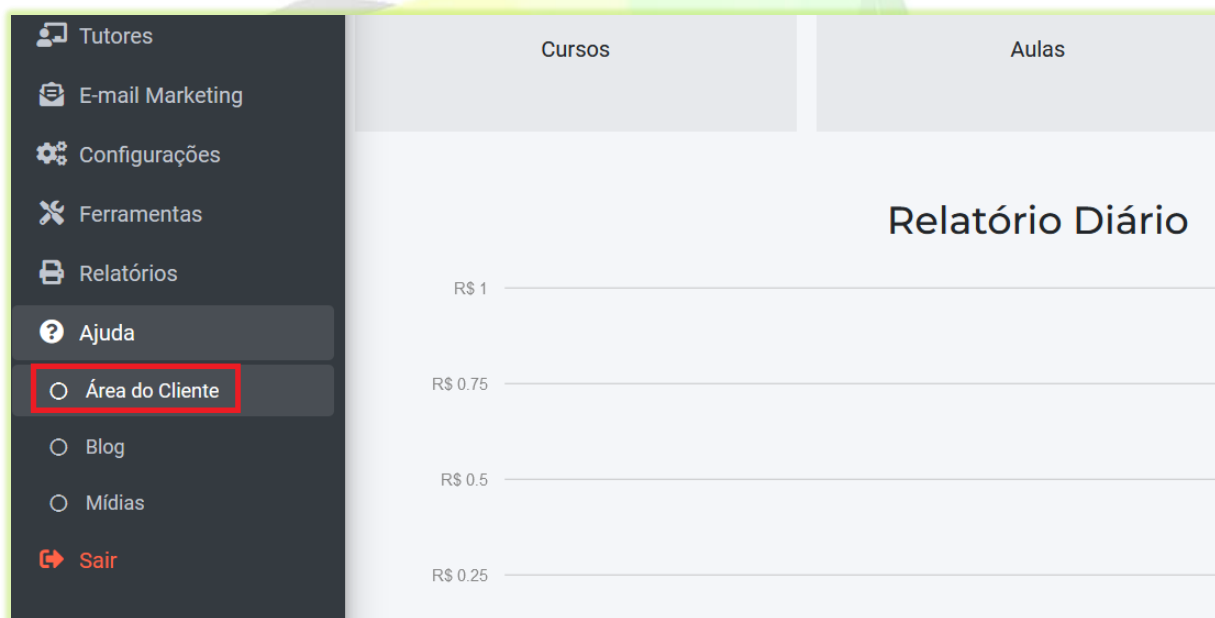 Tutores
E-mail Marketing
Configurações
Ferramentas
Relatórios
Ajuda
Área do Cliente
Blog
Mídias
Sair
Cursos
Aulas
Relatório Diário
R$ 1
R$ 0.75
R$ 0.5
R$ 0.25